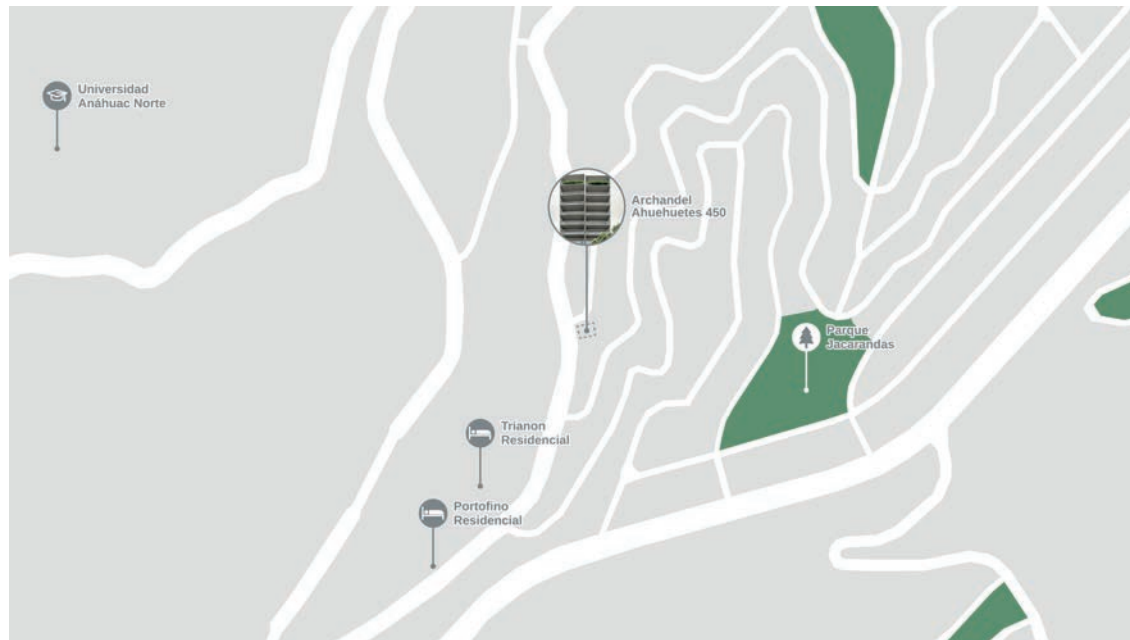 Universidad
Anáhuac Norte
Archandel
Ahuehuetes 450
Parque
Jacarandas
Trianon
Residencial
Portofino
Residencial